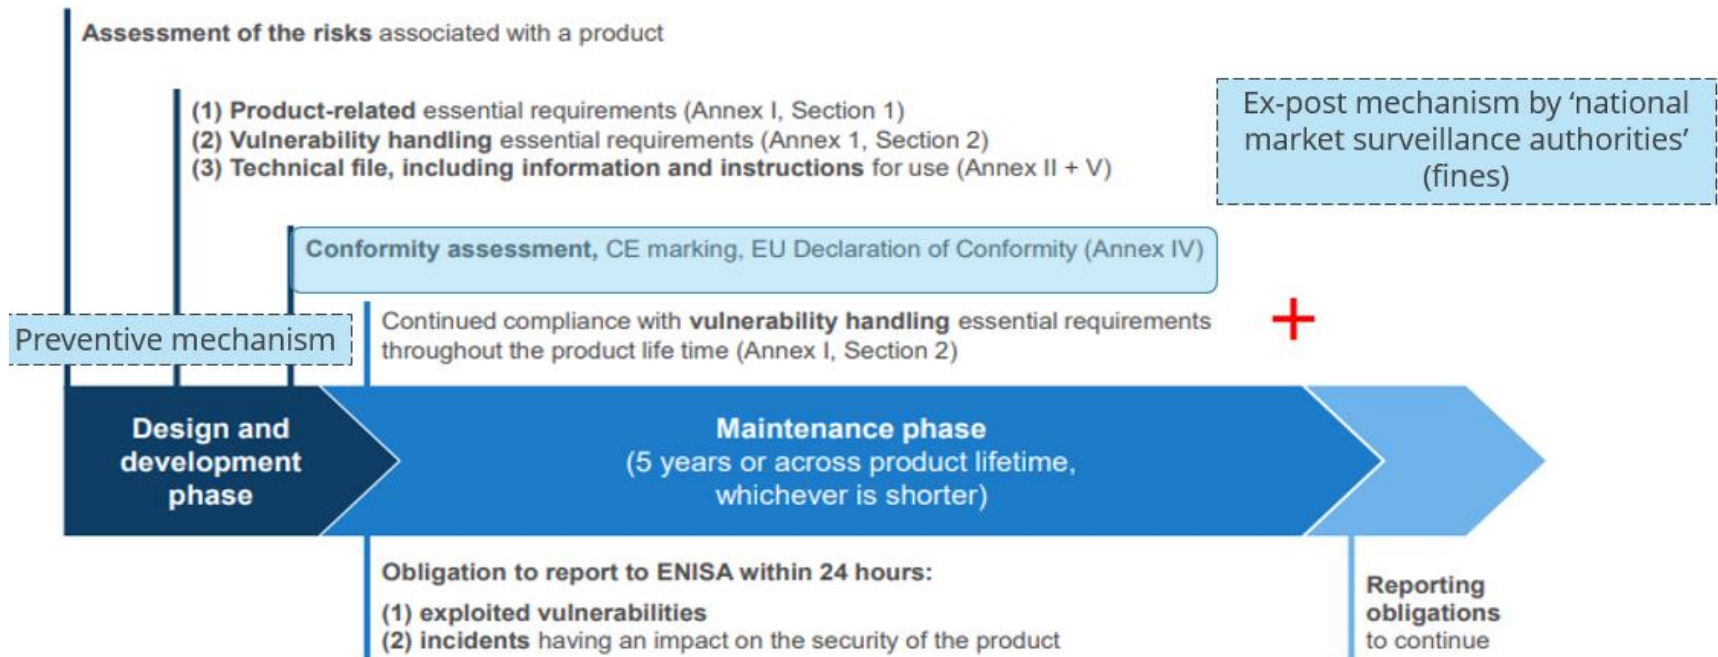 Assessment of the risks associated with a product
(1) Product-related essential requirements (Annex I, Section 1)
(2) Vulnerability handling essential requirements (Annex 1, Section 2)
(3) Technical file, including information and instructions for use (Annex II + V)
Ex-post mechanism by ‘national
market surveillance authorities’
(fines)
Conformity assessment, CE marking, EU Declaration of Conformity (Annex IV)
Preventive mechanism
Continued compliance with vulnerability handling essential requirements
throughout the product life time (Annex I, Section 2)
+
Design and
development
phase
Maintenance phase
(5 years or across product lifetime,
whichever is shorter)
Obligation to report to ENISA within 24 hours:
(1) exploited vulnerabilities
(2) incidents having an impact on the security of the product
Reporting
obligations
to continue